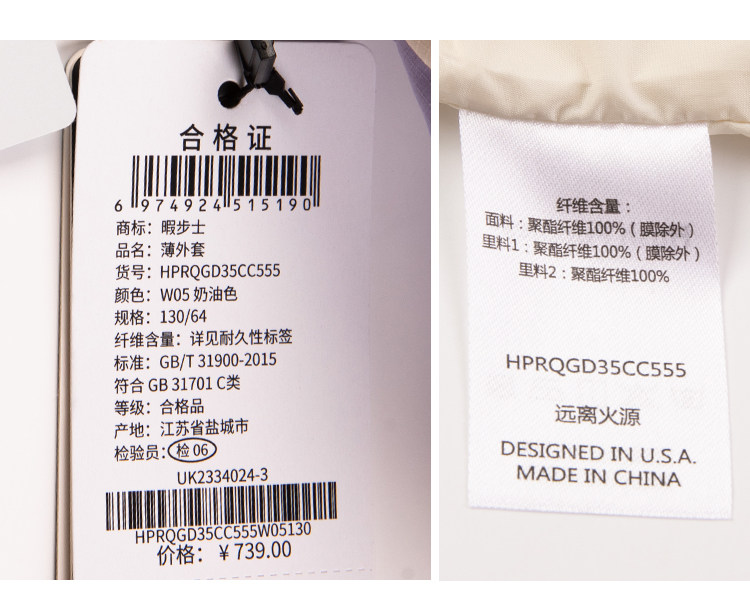 合格证
6 974924 515190
商标：暇步士
品名：薄外套
货号：HPRQGD35CC555
颜色：W05 奶油色
规格：130/64
纤维含量：详见耐久性标签
标准：GB/T 31900-2015
符合 GB 31701 C类
等级：合格品
产地：江苏省盐城市
检验员：检 06
UK2334024-3
HPRQGD35CC555W05130
价格：￥739.00
纤维含量：
面料：聚酯纤维100%（膜除外）
里料1：聚酯纤维100%（膜除外）
里料2：聚酯纤维100%
HPRQGD35CC555
远离火源
DESIGNED IN U.S.A.
MADE IN CHINA